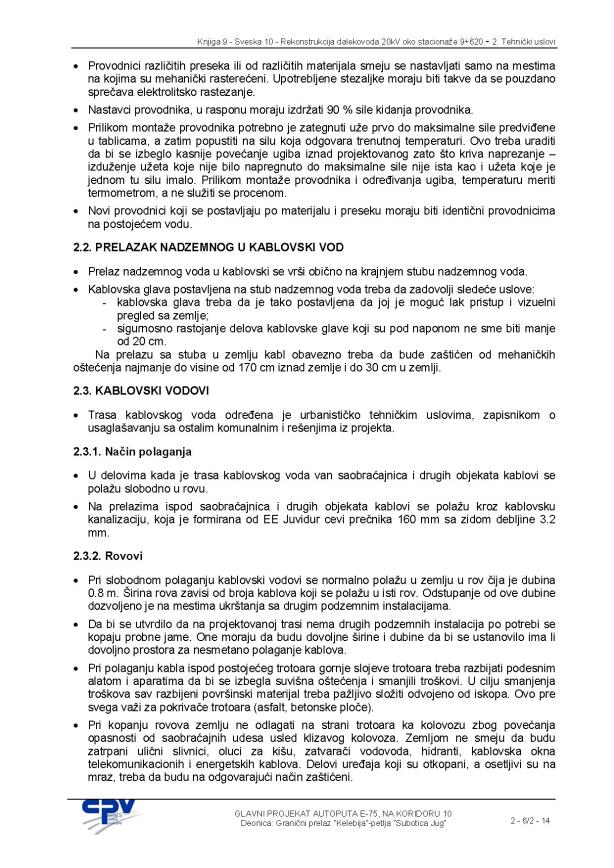 Knjiga 9 - Sveska 10 - Rekonstrukcija dalekovoda 20kV oko stacionaže 9+620 - 2. Tehnički uslovi
• Provodnici različitih preseka ili od različitih materijala smeju se nastavljati samo na mestima
na kojima su mehanički rasterećeni. Upotrebljene stezaljke moraju biti takve da se pouzdano
sprečava elektrolitsko rastezanje.
• Nastavci provodnika, u rasponu moraju izdržati 90 % sile kidanja provodnika.
• Prilikom montaže provodnika potrebno je zategnuti uže prvo do maksimalne sile predviđene
u tablicama, a zatim popustiti na silu koja odgovara trenutnoj temperaturi. Ovo treba uraditi
da bi se izbeglo kasnije povećanje ugiba iznad projektovanog zato što kriva naprezanje –
izduženje užeta koje nije bilo napregnuto do maksimalne sile nije ista kao i užeta koje je
jednom tu silu imalo. Prilikom montaže provodnika i određivanja ugiba, temperaturu meriti
termometrom, a ne služiti se procenom.
• Novi provodnici koji se postavljaju po materijalu i preseku moraju biti identični provodnicima
na postojećem vodu.
2.2. PRELAZAK NADZEMNOG U KABLOVSKI VOD
• Prelaz nadzemnog voda u kablovski se vrši obično na krajnjem stubu nadzemnog voda.
• Kablovska glava postavljena na stub nadzemnog voda treba da zadovolji sledeće uslove:
- kablovska glava treba da je tako postavljena da joj je moguć lak pristup i vizuelni
pregled sa zemlje;
- sigurnosno rastojanje delova kablovske glave koji su pod naponom ne sme biti manje
od 20 cm.
Na prelazu sa stuba u zemlju kabl obavezno treba da bude zaštićen od mehaničkih
oštećenja najmanje do visine od 170 cm iznad zemlje i do 30 cm u zemlji.
2.3. KABLOVSKI VODOVI
• Trasa kablovskog voda određena je urbanističko tehničkim uslovima, zapisnikom o
usaglašavanju sa ostalim komunalnim i rešenjima iz projekta.
2.3.1. Način polaganja
• U delovima kada je trasa kablovskog voda van saobraćajnica i drugih objekata kablovi se
polažu slobodno u rovu.
• Na prelazima ispod saobraćajnica i drugih objekata kablovi se polažu kroz kablovsku
kanalizaciju, koja je formirana od EE Juvidur cevi prečnika 160 mm sa zidom debljine 3.2
mm.
2.3.2. Rovovi
• Pri slobodnom polaganju kablovski vodovi se normalno polažu u zemlju u rov čija je dubina
0.8 m. Širina rova zavisi od broja kablova koji se polažu u isti rov. Odstupanje od ove dubine
dozvoljeno je na mestima ukrštanja sa drugim podzemnim instalacijama.
• Da bi se utvrdilo da na projektovanoj trasi nema drugih podzemnih instalacija po potrebi se
kopaju probne jame. One moraju da budu dovoljne širine i dubine da bi se ustanovilo ima li
dovoljno prostora za nesmetano polaganje kablova.
• Pri polaganju kabla ispod postojećeg trotoara gornje slojeve trotoara treba razbijati podesnim
alatom i aparatima da bi se izbegla suvišna oštećenja i smanjili troškovi. U cilju smanjenja
troškova sav razbijeni površinski materijal treba pažljivo složiti odvojeno od iskopa. Ovo pre
svega važi za pokrivače trotoara (asfalt, betonske ploče).
• Pri kopanju rovova zemlju ne odlagati na strani trotoara ka kolovozu zbog povećanja
opasnosti od saobraćajnih udesa usled klizavog kolovoza. Zemljom ne smeju da budu
zatrpani ulični slivnici, oluci za kišu, zatvarači vodovoda, hidranti, kablovska okna
telekomunikacionih i energetskih kablova. Delovi uređaja koji su otkopani, a osetljivi su na
mraz, treba da budu na odgovarajući način zaštićeni.
CPV
GLAVNI PROJEKAT AUTOPUTA E-75, NA KORIDORU 10
Deonica: Granični prelaz "Kelebija"-petlja "Subotica Jug"
2 - 6/2 - 14